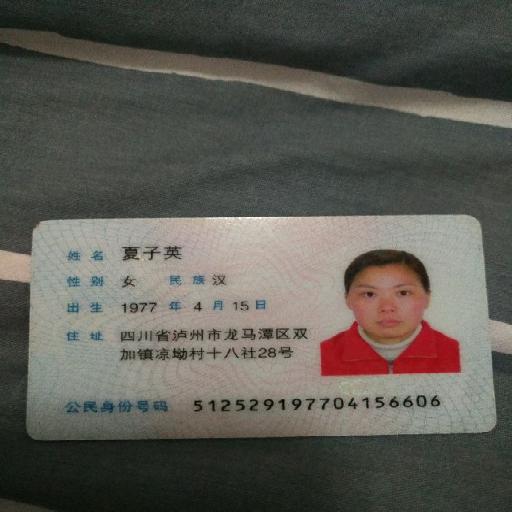 姓名 夏子英
性别 女 民族 汉
出生 1977 年 4 月 15 日
住址 四川省泸州市龙马潭区双
加镇凉坳村十八社28号
公民身份号码 512529197704156606